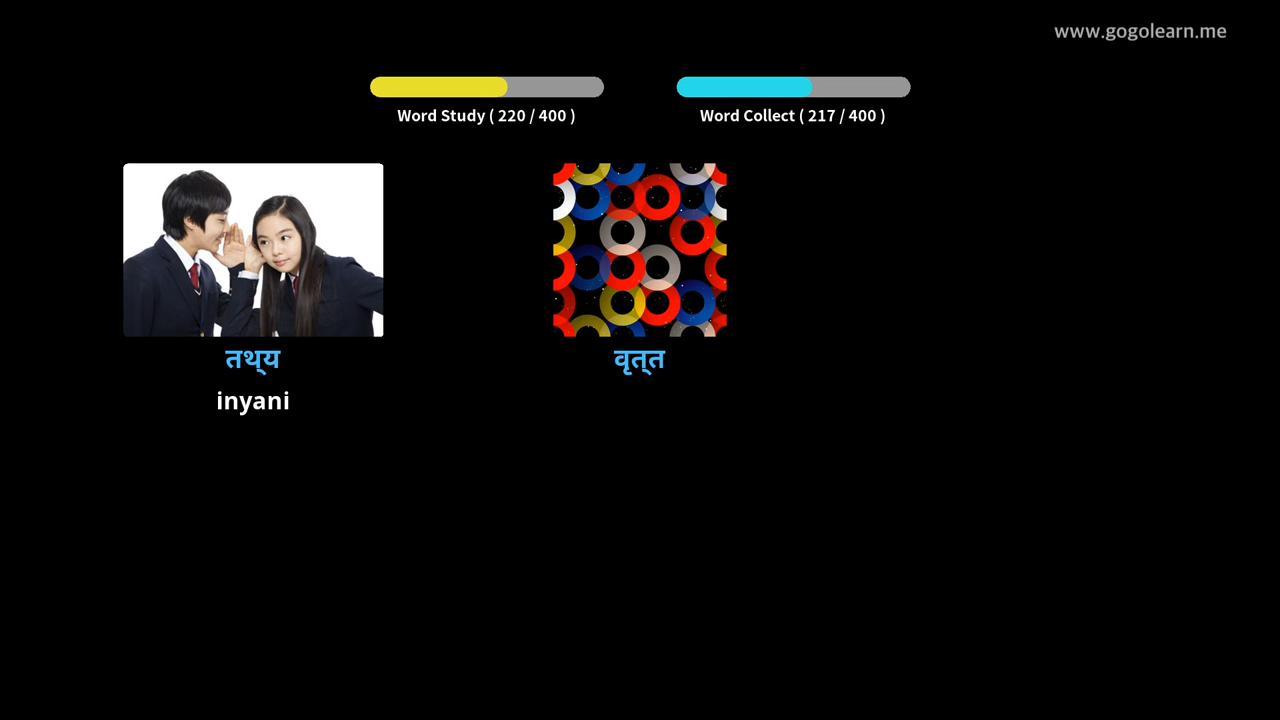 www.gogolearn.me
Word Study ( 220 / 400 )
Word Collect ( 217 / 400 )
तथ्य
inyani
वृत्त